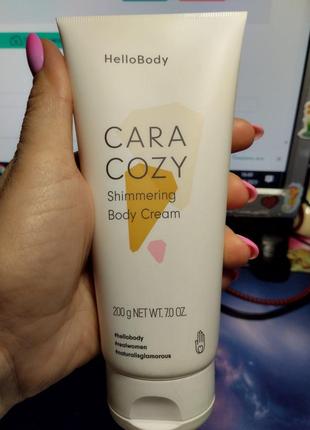 HelloBody
CARA
COZY
Shimmering
Body Cream
200 g NET WT. 7.0 OZ.
#hellobody
#realwomen
#naturalisglamorous